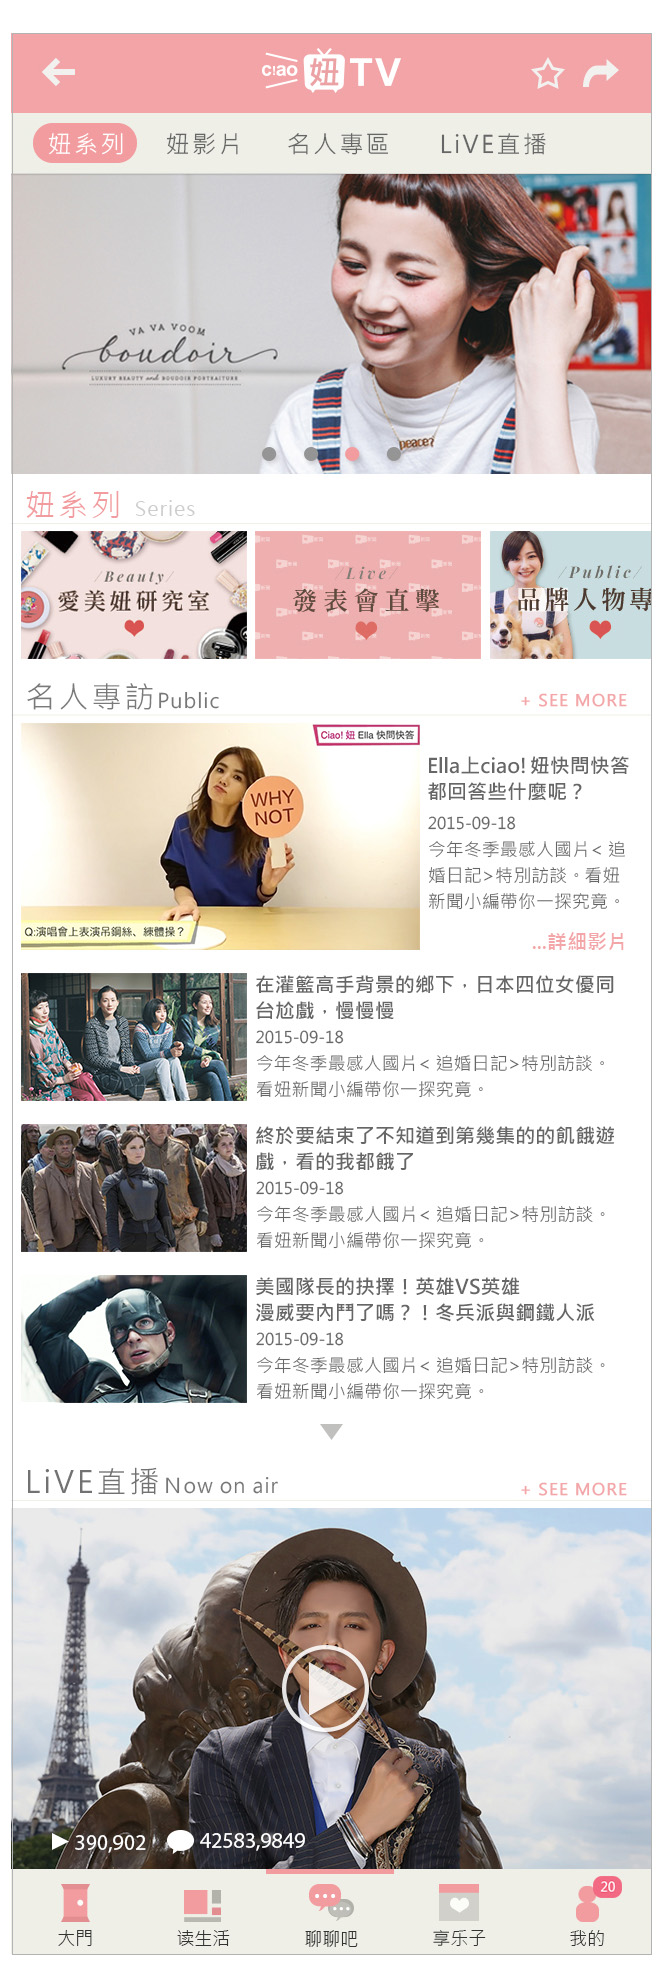 ciao 妞 TV
妞系列 妞影片 名人專區 LiVE直播
VA VA VOOM
boudoir
LUXURY BEAUTY and BOUDOIR PORTRAITURE
peace?
妞系列 Series
/Beauty/
愛美妞研究室
/Live/
發表會直擊
/Public/
品牌人物專
名人專訪Public
+ SEE MORE
Ciao! 妞 Ella 快問快答
WHY
NOT
Q:演唱會上表演吊鋼絲、練體操？
Ella上ciao! 妞快問快答
都回答些什麼呢？
2015-09-18
今年冬季最感人國片< 追
婚日記>特別訪談。看妞
新聞小編帶你一探究竟。
...詳細影片
在灌籃高手背景的鄉下，日本四位女優同
台尬戲，慢慢慢
2015-09-18
今年冬季最感人國片< 追婚日記>特別訪談。
看妞新聞小編帶你一探究竟。
終於要結束了不知道到第幾集的的飢餓遊
戲，看的我都餓了
2015-09-18
今年冬季最感人國片< 追婚日記>特別訪談。
看妞新聞小編帶你一探究竟。
美國隊長的抉擇！英雄VS英雄
漫威要內鬥了嗎？！冬兵派與鋼鐵人派
2015-09-18
今年冬季最感人國片< 追婚日記>特別訪談。
看妞新聞小編帶你一探究竟。
LiVE直播Now on air
+ SEE MORE
390,902
42583,9849
20
大門 读生活 聊聊吧 享乐子 我的